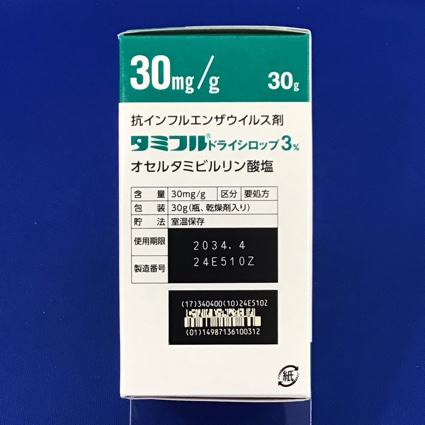 30mg/g 30g
抗インフルエンザウイルス剤
タミフル®ドライシロップ3%
オセルタミビルリン酸塩
含 量 30mg/g 区分 要処方
包 装 30g(瓶、乾燥剤入り)
貯 法 室温保存
使用期限 2034.4
製造番号 24E510Z
(17)340400(10)24E510Z
(01)14987136100312
紙